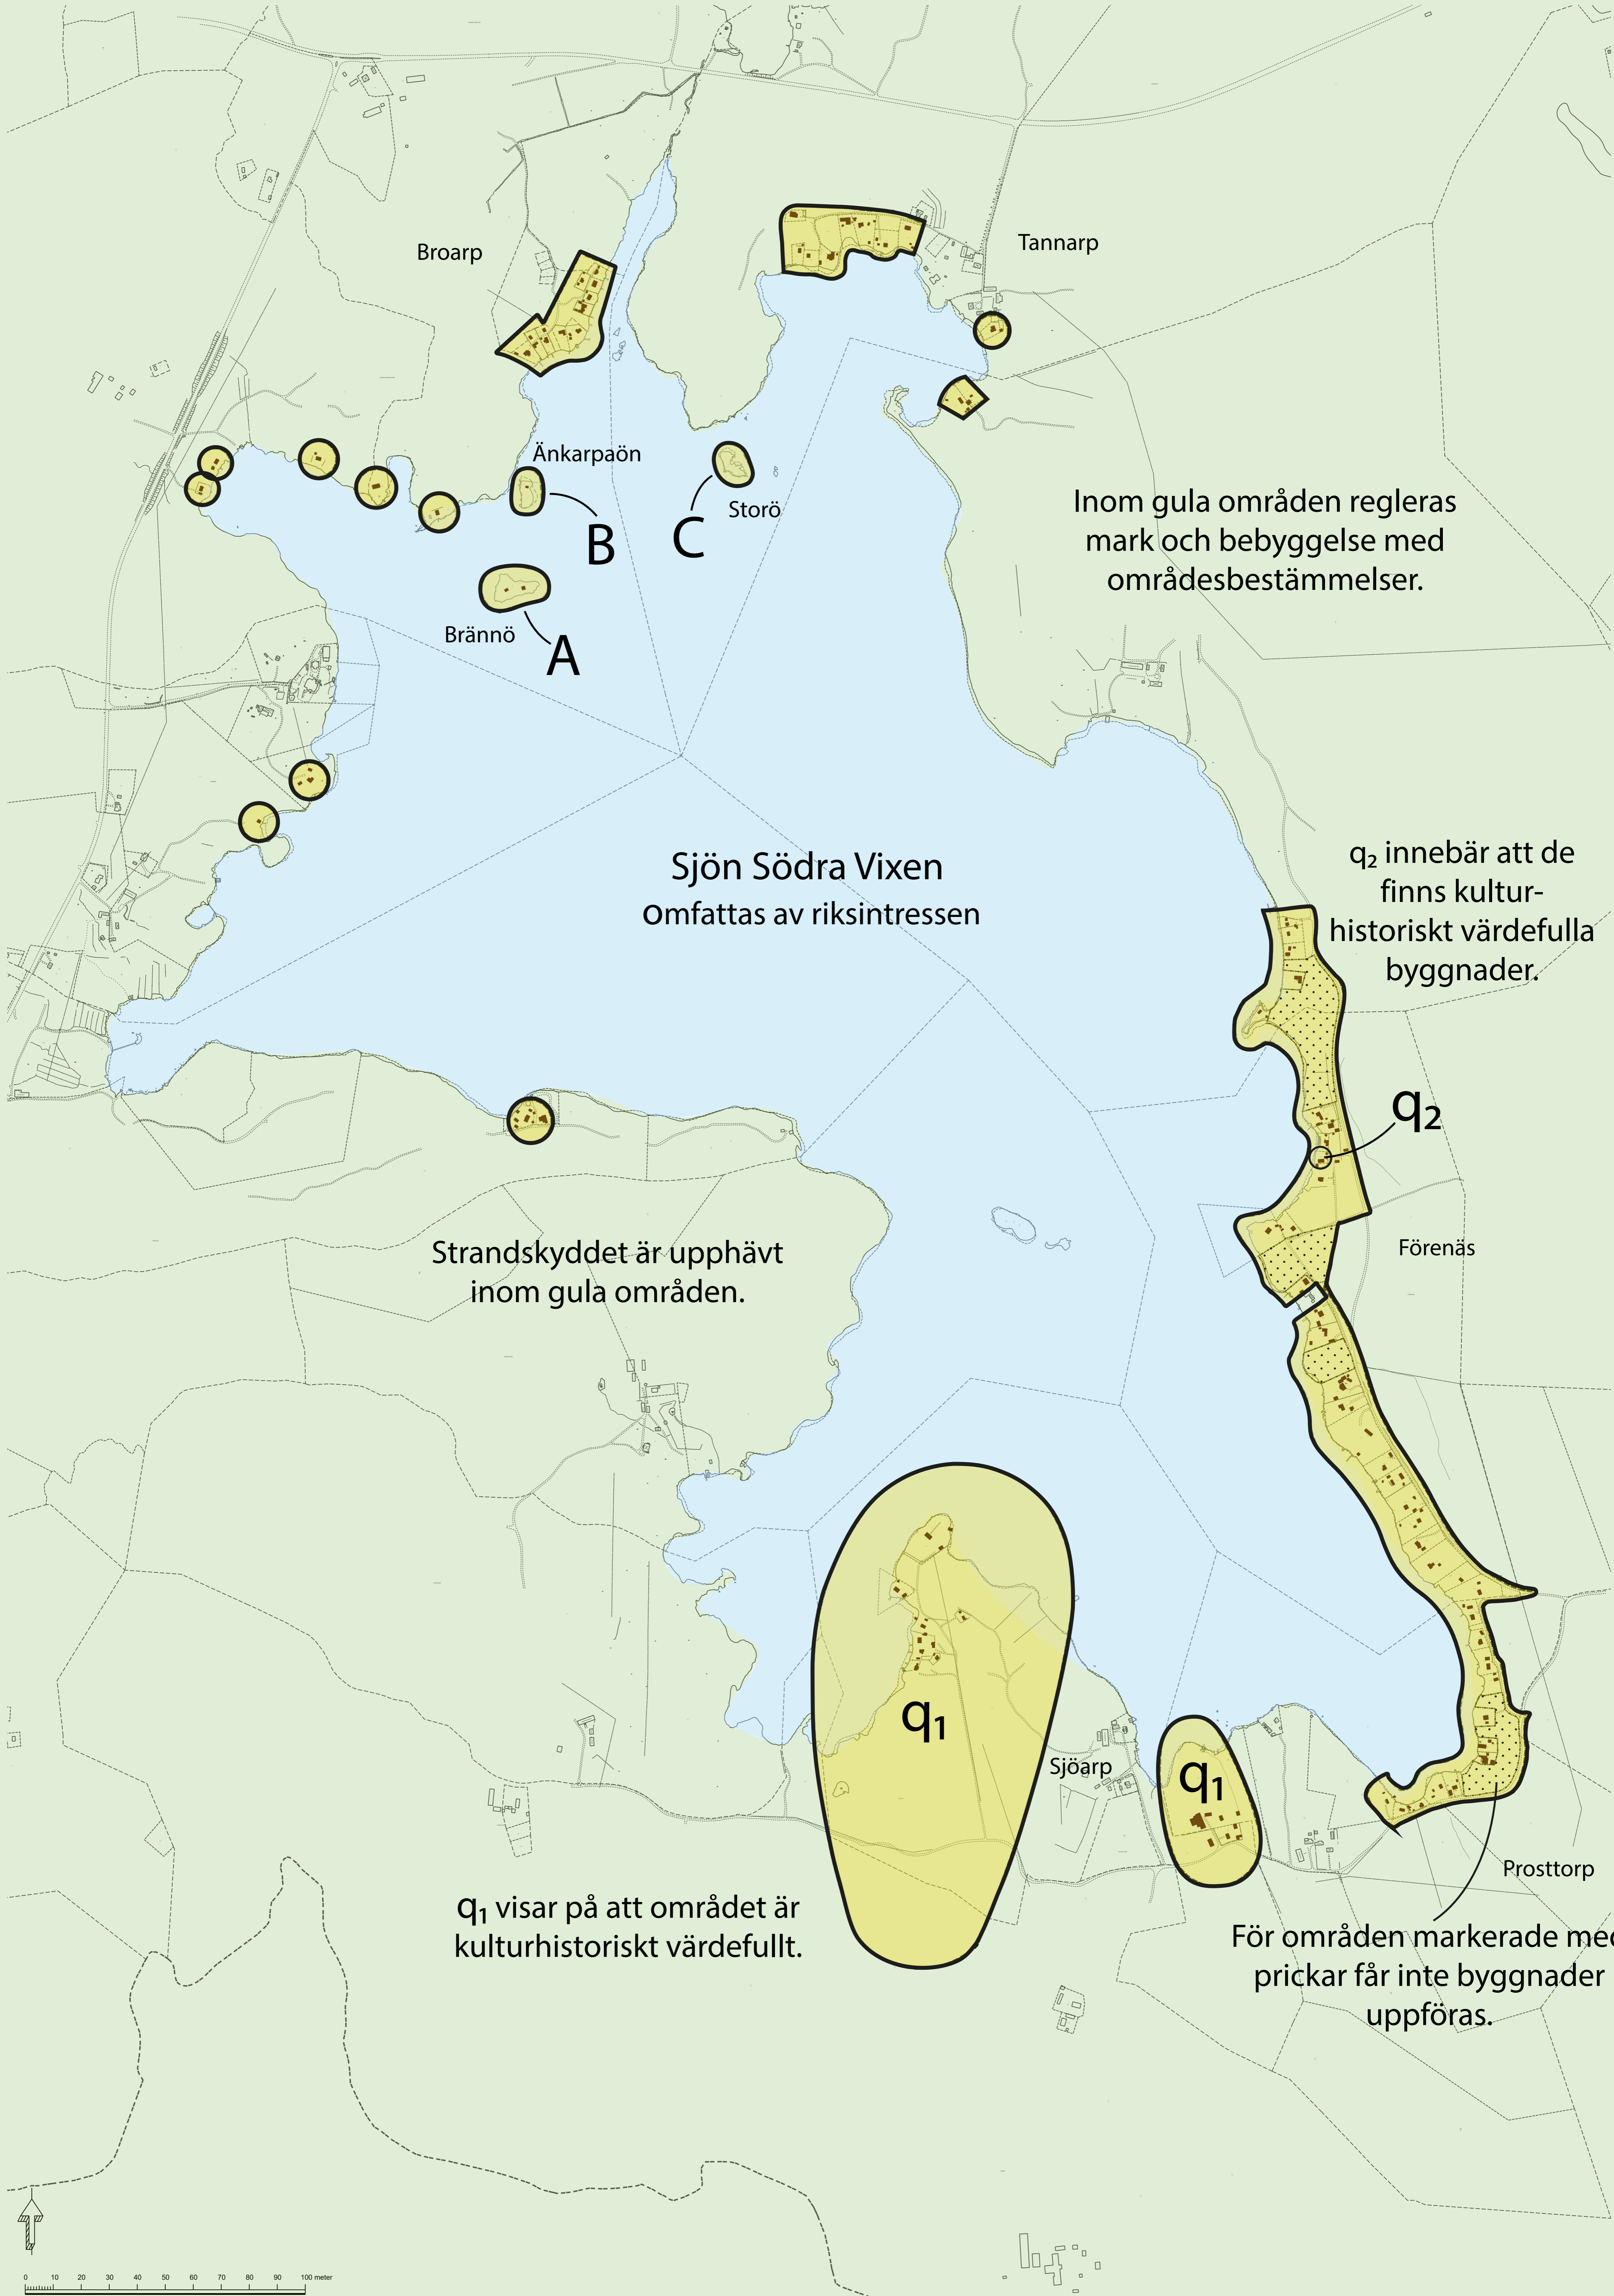 Broarp
Tannarp
Änkarpaön
B
C
Storö
Inom gula områden regleras
mark och bebyggelse med
områdesbestämmelser.
Brännö
A
Sjön Södra Vixen
omfattas av riksintressen
q₂ innebär att de
finns kultur-
historiskt värdefulla
byggnader.
q₂
Förenäs
Strandskyddet är upphävt
inom gula områden.
q₁
Sjöarp
q₁
Prosttorp
q₁ visar på att området är
kulturhistoriskt värdefullt.
För områden markerade med
prickar får inte byggnader
uppföras.
0 10 20 30 40 50 60 70 80 90 100 meter